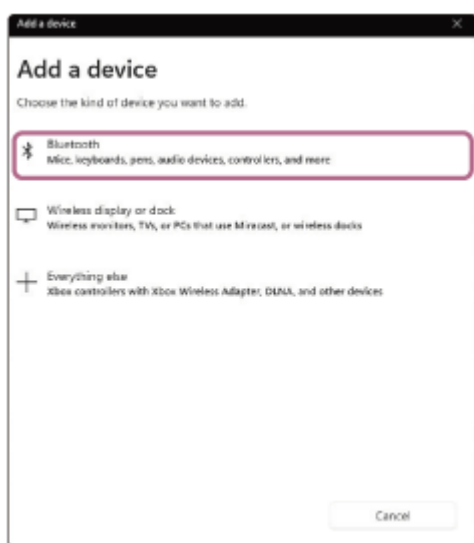 Add a device
Add a device
Choose the kind of device you want to add.
Bluetooth
Mice, keyboards, pens, audio devices, controllers, and more
Wireless display or dock
Wireless monitors, TVs, or PCs that use Miracast, or wireless docks
Everything else
Xbox controllers with Xbox Wireless Adapter, DLNA, and other devices
Cancel